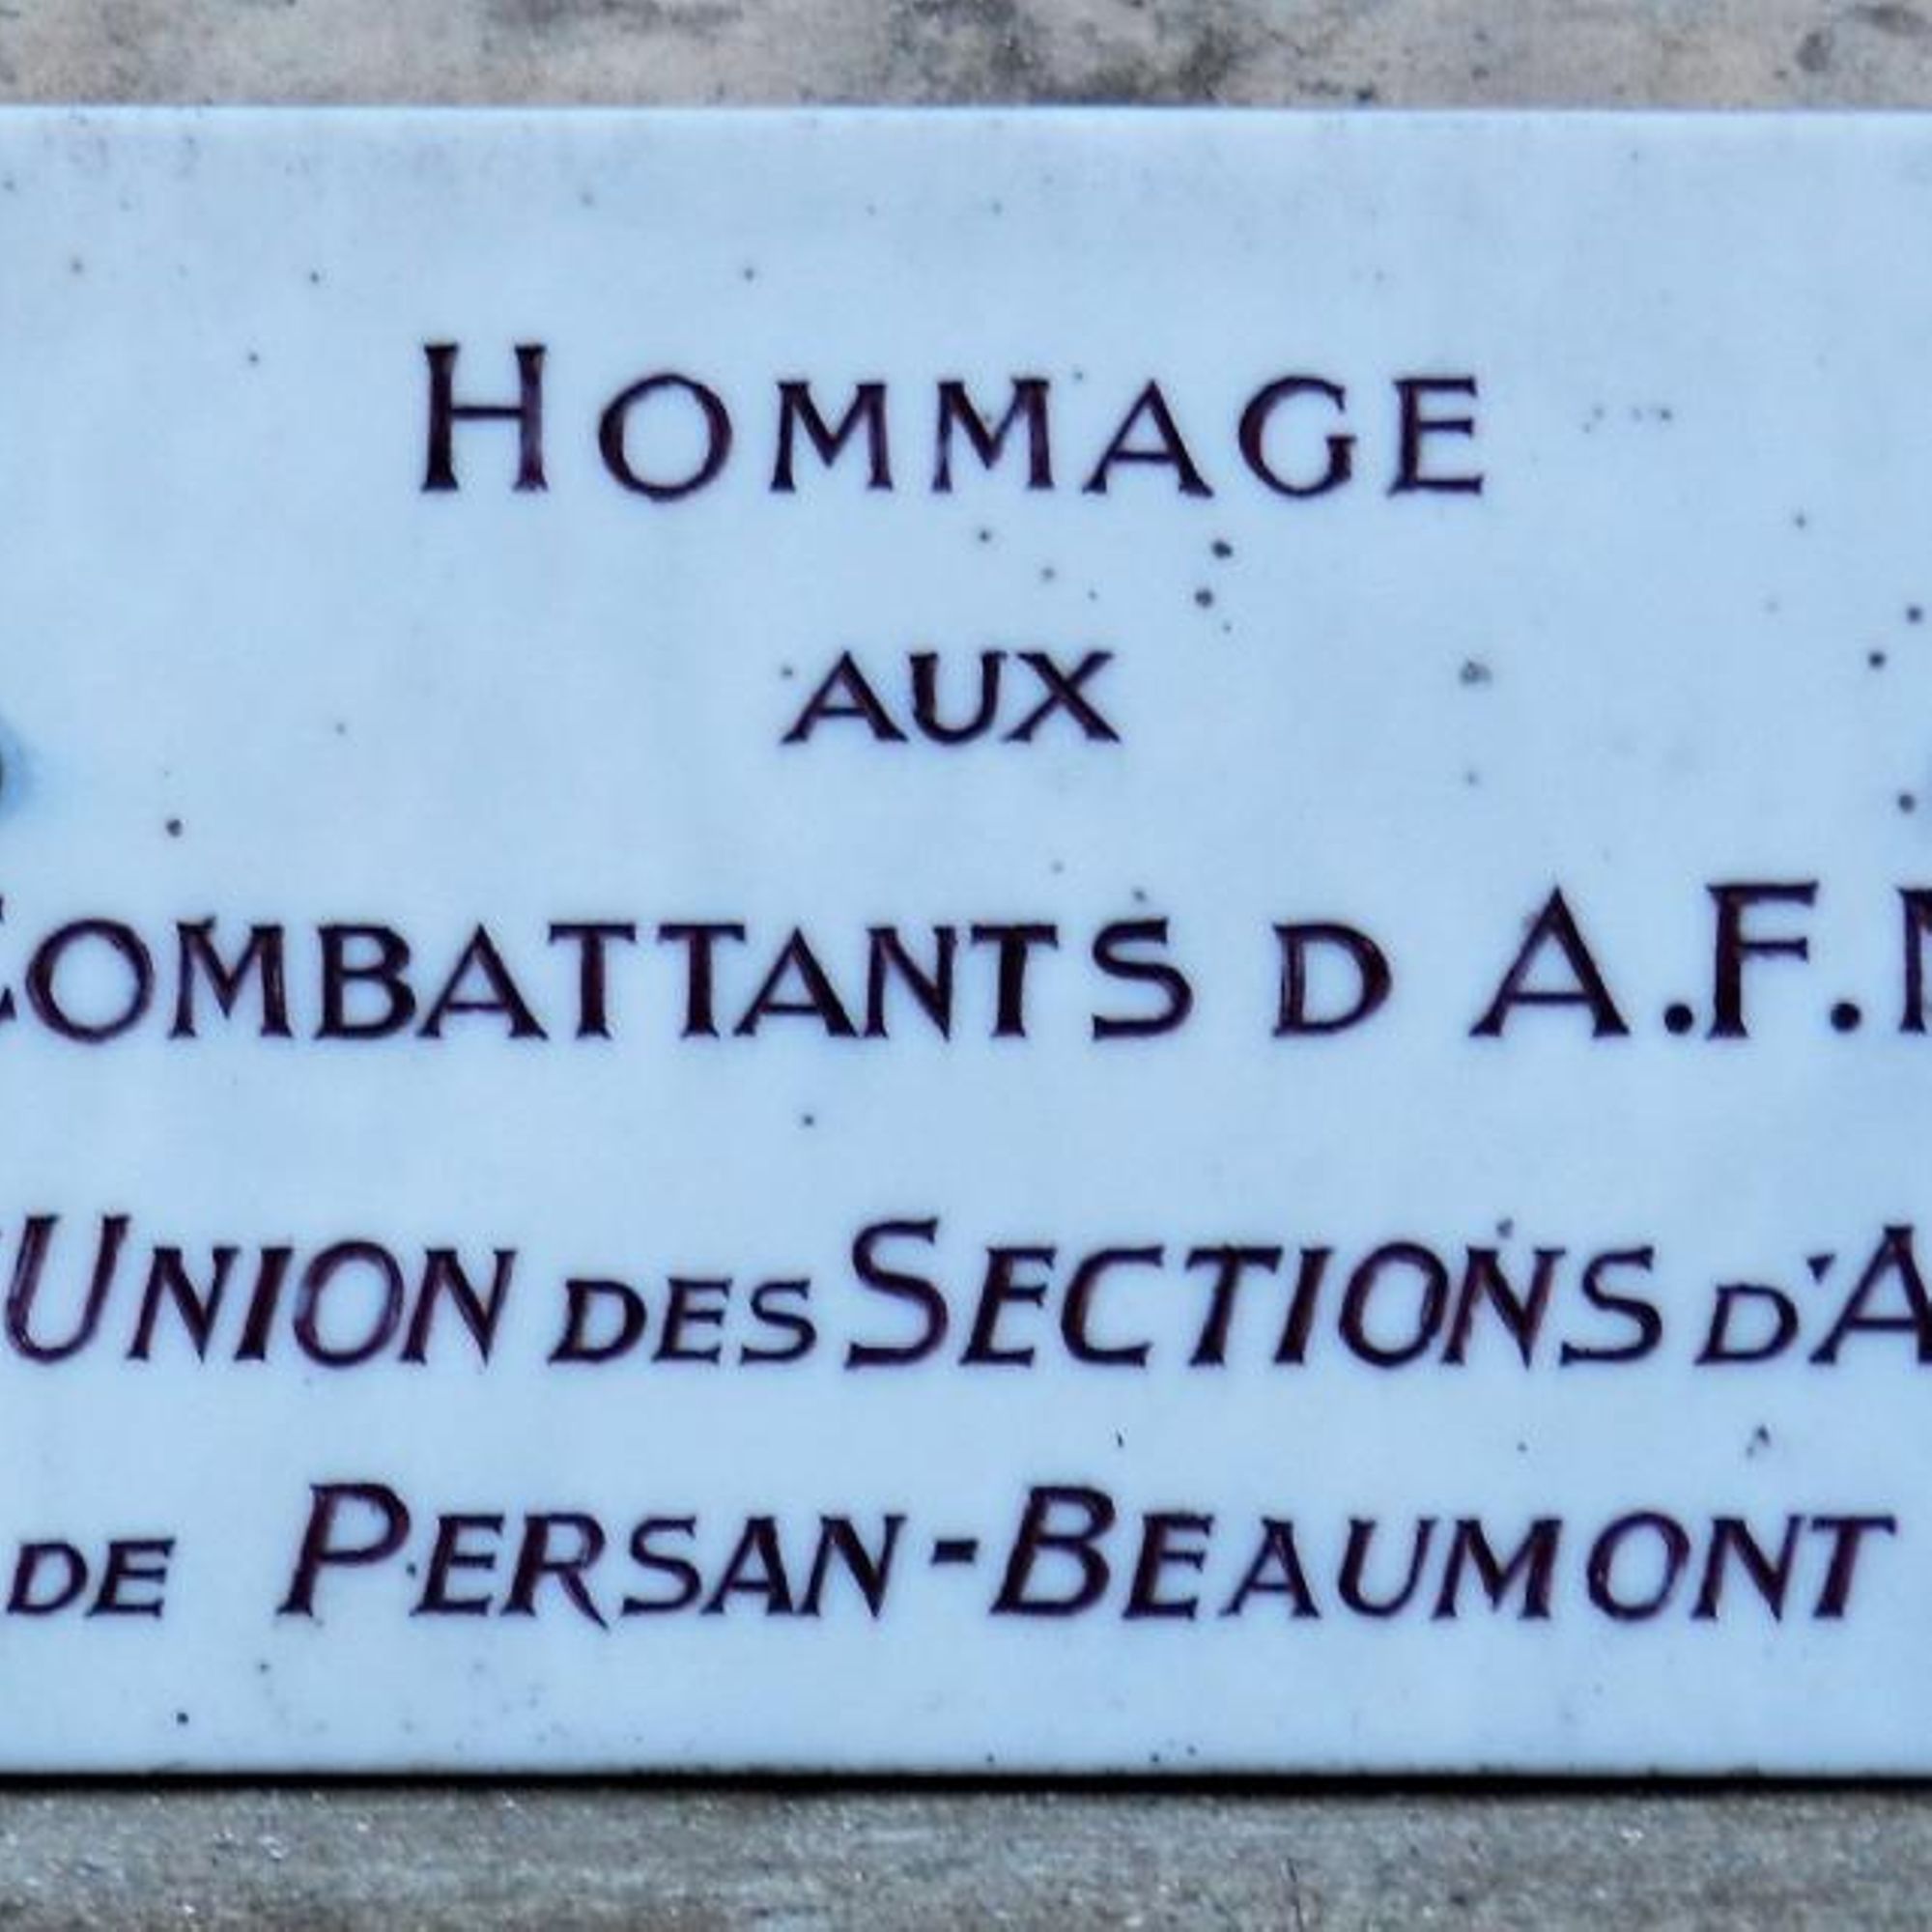 HOMMAGE
AUX
COMBATTANTS D A.F.N
UNION DES SECTIONS D'A
DE PERSAN-BEAUMONT